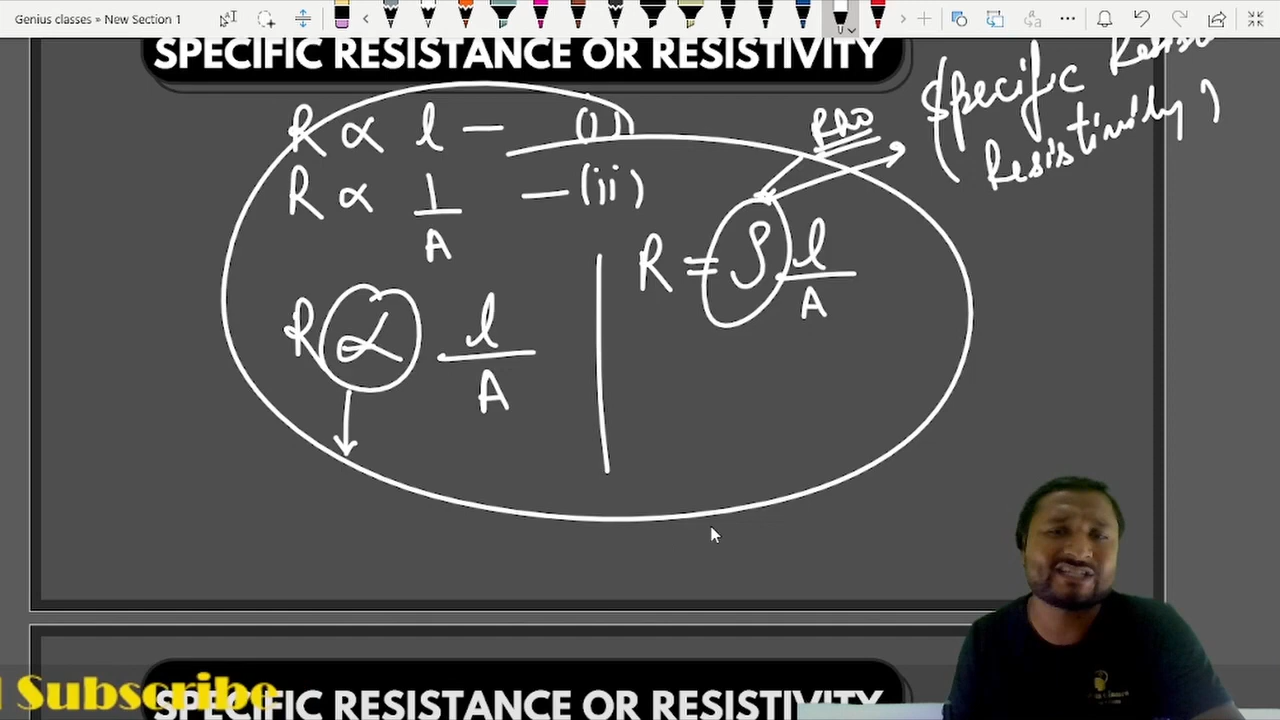 Genius classes » New Section 1
SPECIFIC RESISTANCE OR RESISTIVITY
R ∝ l — (i)
R ∝ 1/A — (ii)
R ∝ l/A
R = ρ l/A
RHO
(Specific
Resistivity)
Subscribe
SPECIFIC RESISTANCE OR RESISTIVITY